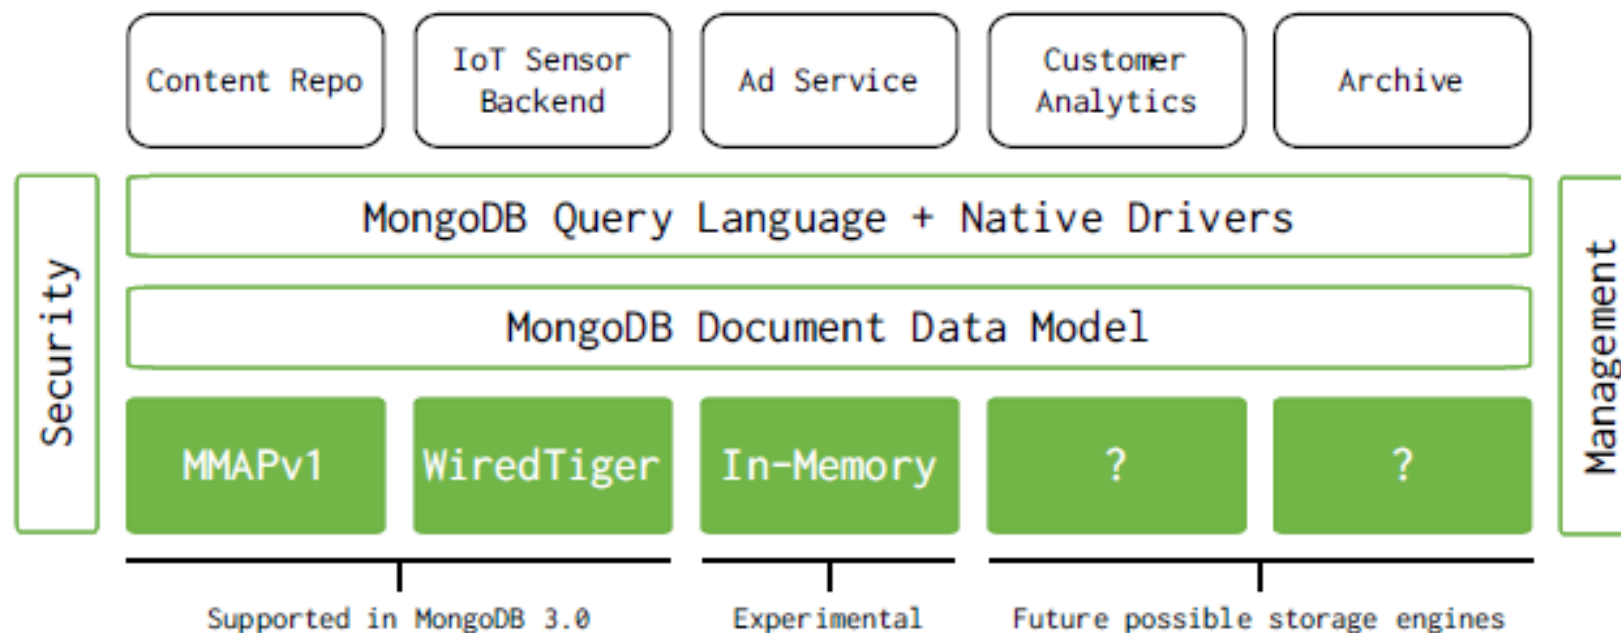 Content Repo
IoT Sensor
Backend
Ad Service
Customer
Analytics
Archive
Security
MongoDB Query Language + Native Drivers
MongoDB Document Data Model
Management
MMAPv1
WiredTiger
In-Memory
?
?
Supported in MongoDB 3.0
Experimental
Future possible storage engines